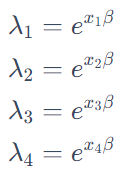 λ₁ = e^{x₁β}
λ₂ = e^{x₂β}
λ₃ = e^{x₃β}
λ₄ = e^{x₄β}